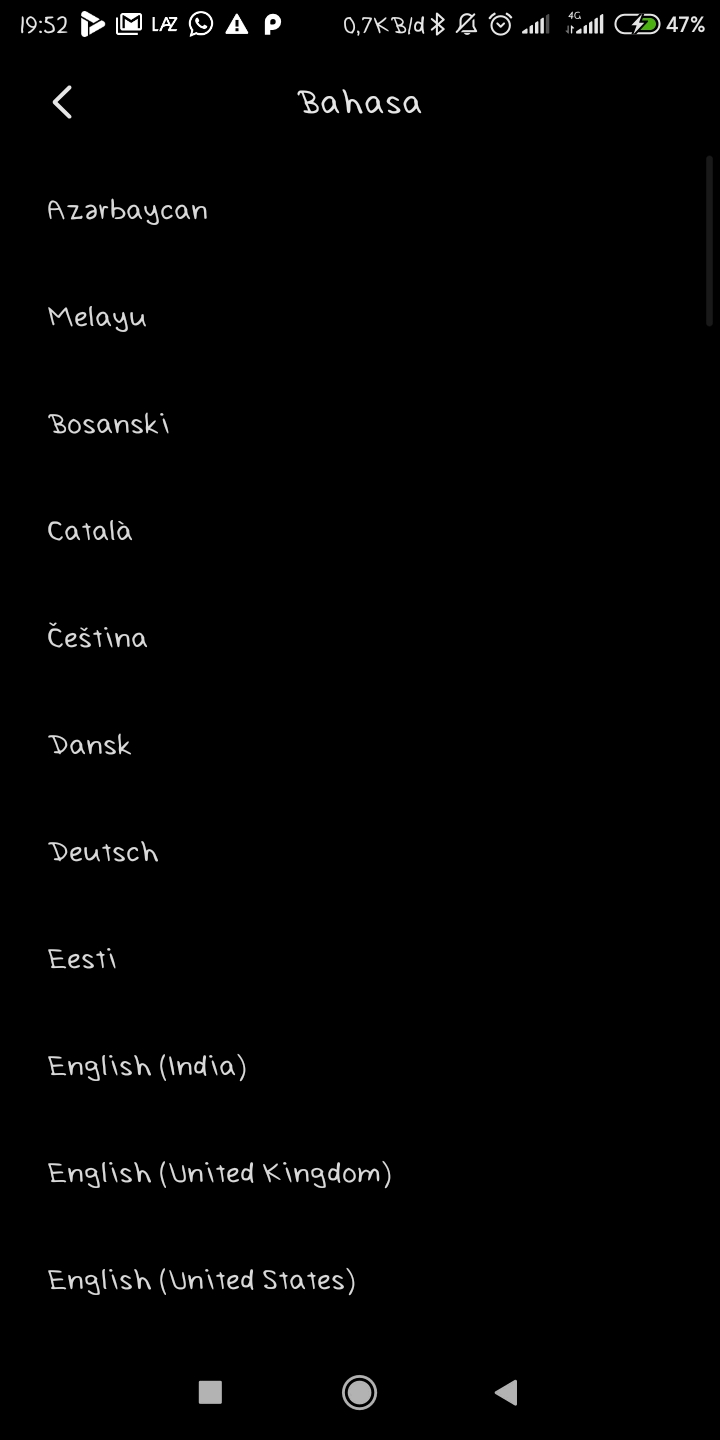 19:52 LAZ 0,7KB/d 4G 47%
Bahasa
Azərbaycan
Melayu
Bosanski
Català
Čeština
Dansk
Deutsch
Eesti
English (India)
English (United Kingdom)
English (United States)